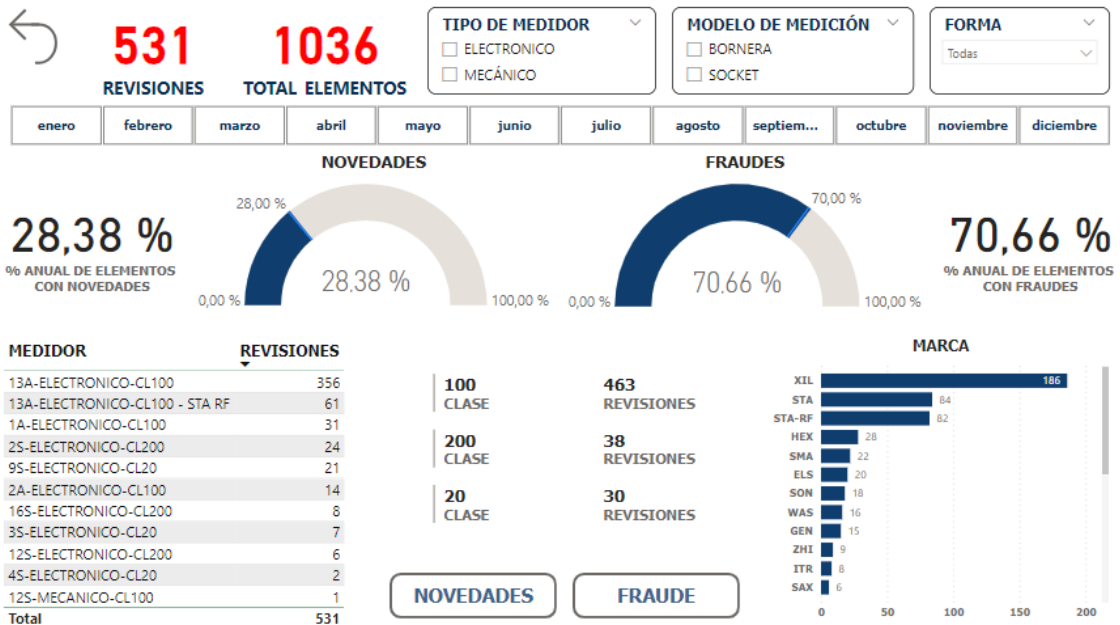 531
REVISIONES
1036
TOTAL ELEMENTOS
TIPO DE MEDIDOR
ELECTRONICO
MECÁNICO
MODELO DE MEDICIÓN
BORNERA
SOCKET
FORMA
Todas
enero febrero marzo abril mayo junio julio agosto septiem... octubre noviembre diciembre
28,38 %
% ANUAL DE ELEMENTOS
CON NOVEDADES
NOVEDADES
28,00 %
28,38 %
0,00 %
100,00 %
FRAUDES
70,00 %
70,66 %
0,00 %
100,00 %
70,66 %
% ANUAL DE ELEMENTOS
CON FRAUDES
MEDIDOR REVISIONES
13A-ELECTRONICO-CL100 356
13A-ELECTRONICO-CL100 - STA RF 61
1A-ELECTRONICO-CL100 31
2S-ELECTRONICO-CL200 24
9S-ELECTRONICO-CL20 21
2A-ELECTRONICO-CL100 14
16S-ELECTRONICO-CL200 8
3S-ELECTRONICO-CL20 7
12S-ELECTRONICO-CL200 6
4S-ELECTRONICO-CL20 2
12S-MECANICO-CL100 1
Total 531
100 463
CLASE REVISIONES
200 38
CLASE REVISIONES
20 30
CLASE REVISIONES
NOVEDADES
FRAUDE
MARCA
XIL 186
STA 84
STA-RF 82
HEX 28
SMA 22
ELS 20
SON 18
WAS 16
GEN 15
ZHI 9
ITR 8
SAX 6
0 50 100 150 200